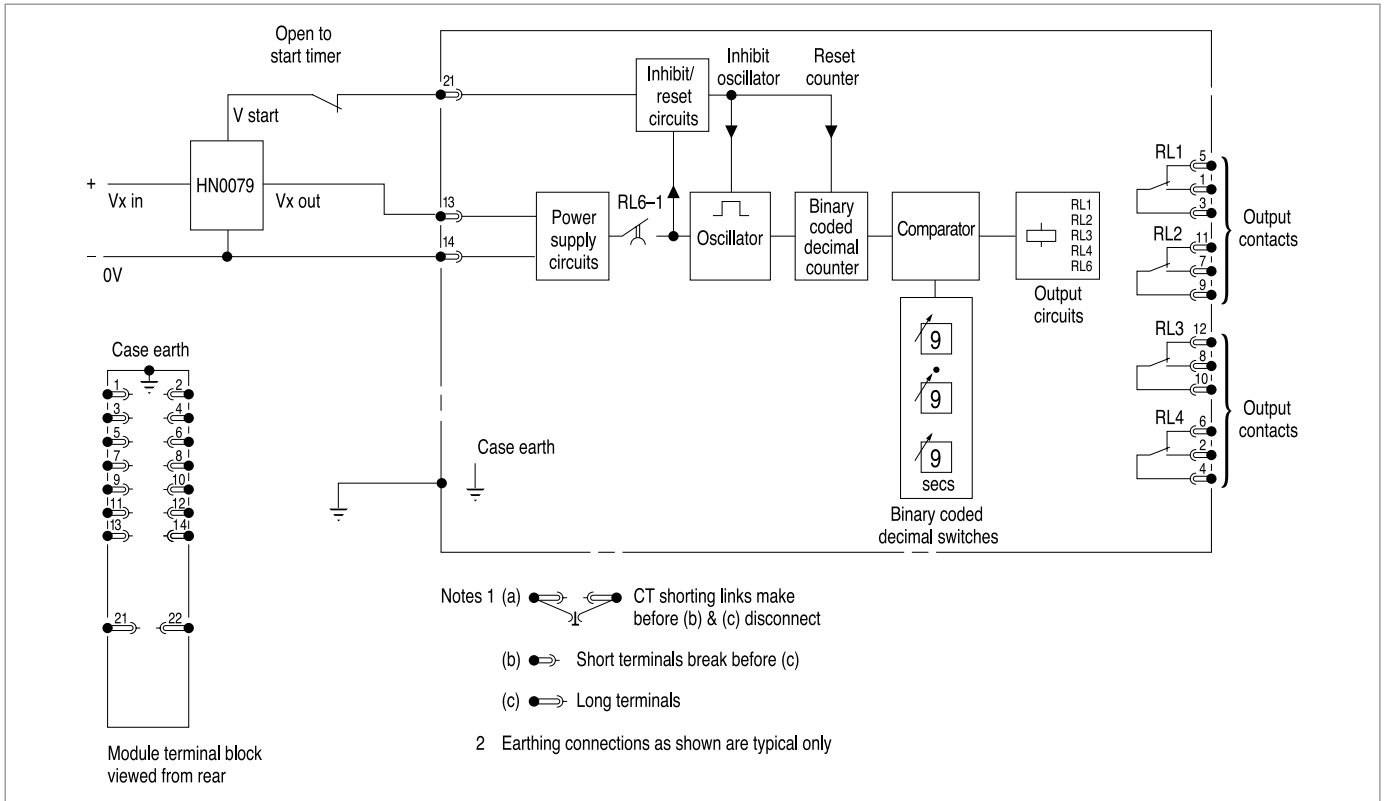 Open to
start timer
V start
21
Inhibit/
reset
circuits
Inhibit
oscillator
Reset
counter
+
Vx in
HN0079
Vx out
13
14
−
0V
Power
supply
circuits
RL6–1
Oscillator
Binary
coded
decimal
counter
Comparator
RL1
RL2
RL3
RL4
RL6
Output
circuits
9
9
9
secs
Binary coded
decimal switches
RL1
5
1
3
RL2
11
7
9
Output
contacts
RL3
12
8
10
RL4
6
2
4
Output
contacts
Case earth
1 2
3 4
5 6
7 8
9 10
11 12
13 14
21 22
Module terminal block
viewed from rear
Case earth
Notes 1 (a) CT shorting links make
before (b) & (c) disconnect
(b) Short terminals break before (c)
(c) Long terminals
2 Earthing connections as shown are typical only